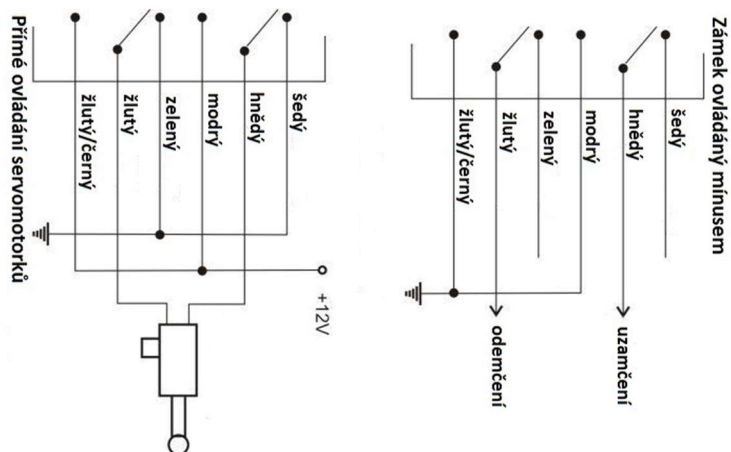 Přímé ovládání servomotorků
žlutý/černý
žlutý
zelený
modrý
hnědý
šedý
+12V
Zámek ovládáný mínusem
žlutý/černý
žlutý
zelený
modrý
hnědý
šedý
odemčení
uzamčení